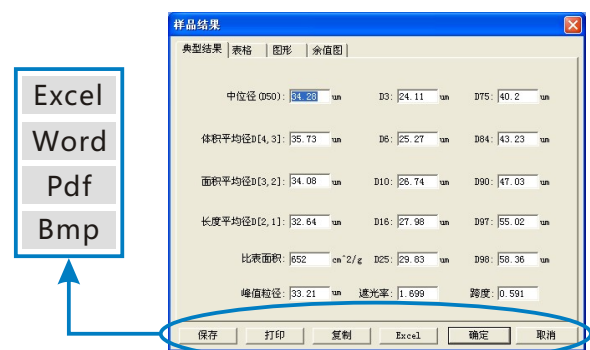 样品结果
典型结果 表格 图形 余值图
Excel
Word
Pdf
Bmp
中位径(D50): 34.28 um D3: 24.11 um D75: 40.2 um
体积平均径D[4,3]: 35.73 um D6: 25.27 um D84: 43.23 um
面积平均径D[3,2]: 34.08 um D10: 26.74 um D90: 47.03 um
长度平均径D[2,1]: 32.64 um D16: 27.98 um D97: 55.02 um
比表面积: 652 cm^2/g D25: 29.83 um D98: 58.36 um
峰值粒径: 33.21 um 遮光率: 1.699 跨度: 0.591
保存 打印 复制 Excel 确定 取消